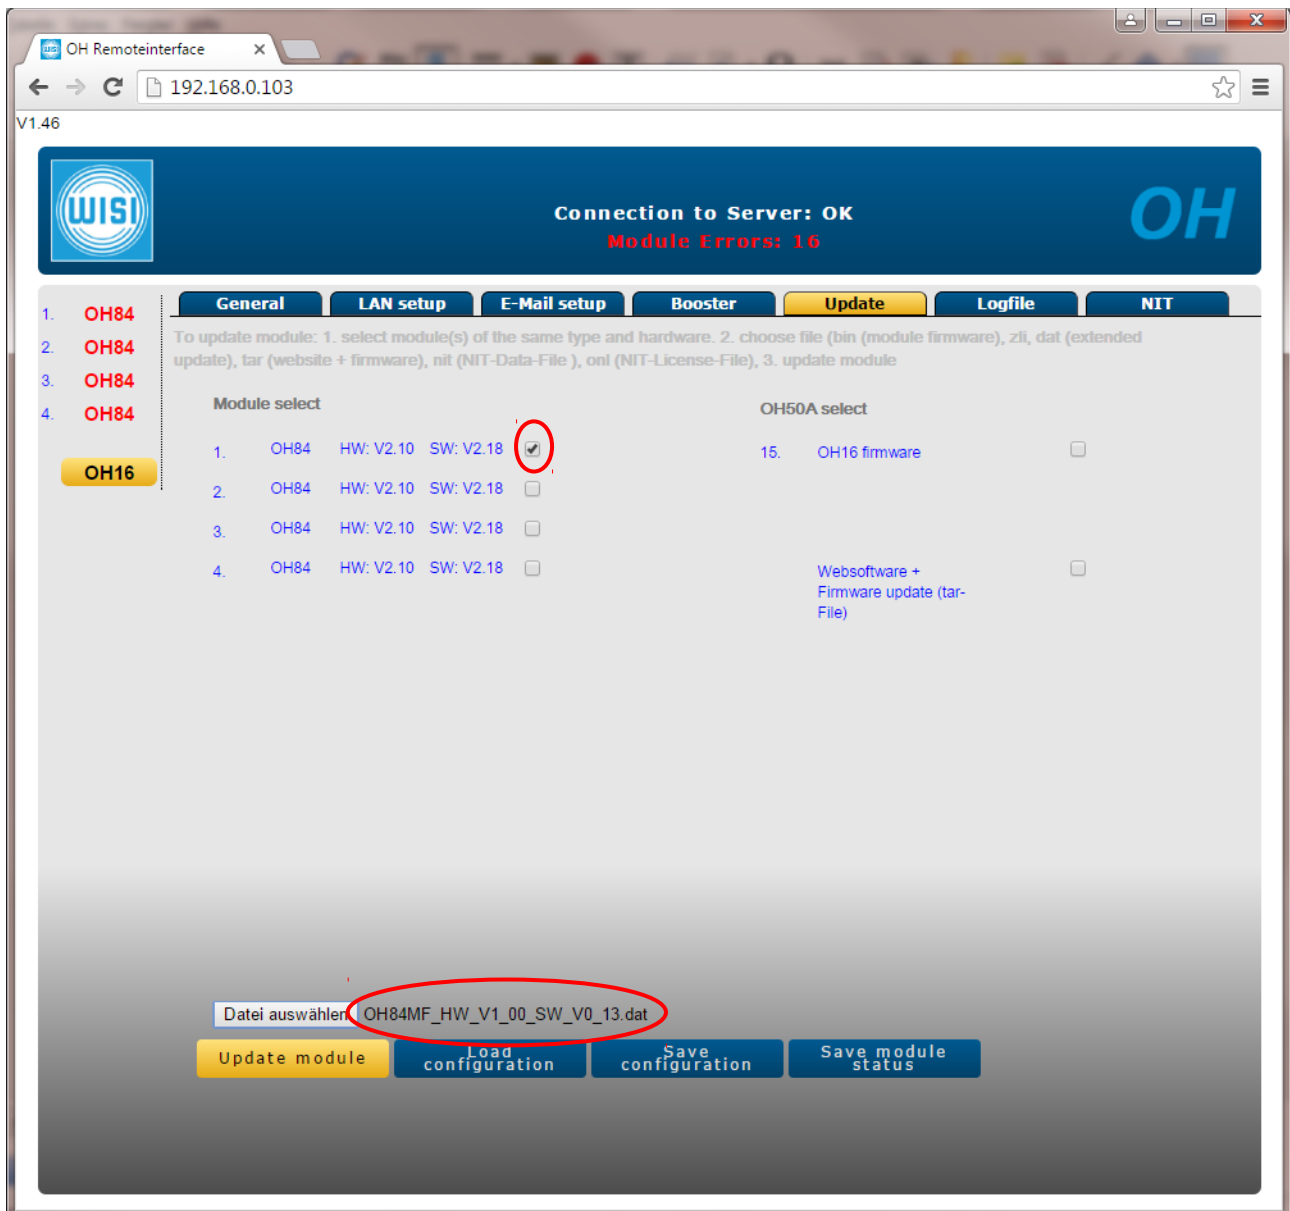 OH Remoteinterface
192.168.0.103
V1.46
WISI
Connection to Server: OK
Module Errors: 16
OH
General LAN setup E-Mail setup Booster Update Logfile NIT
1. OH84
2. OH84
3. OH84
4. OH84
OH16
To update module: 1. select module(s) of the same type and hardware. 2. choose file (bin (module firmware), zli, dat (extended
update), tar (website + firmware), nit (NIT-Data-File ), onl (NIT-License-File), 3. update module
Module select
OH50A select
1. OH84 HW: V2.10 SW: V2.18
15. OH16 firmware
2. OH84 HW: V2.10 SW: V2.18
3. OH84 HW: V2.10 SW: V2.18
4. OH84 HW: V2.10 SW: V2.18
Websoftware +
Firmware update (tar-
File)
Datei auswählen OH84MF_HW_V1_00_SW_V0_13.dat
Update module
Load
configuration
Save
configuration
Save module
status